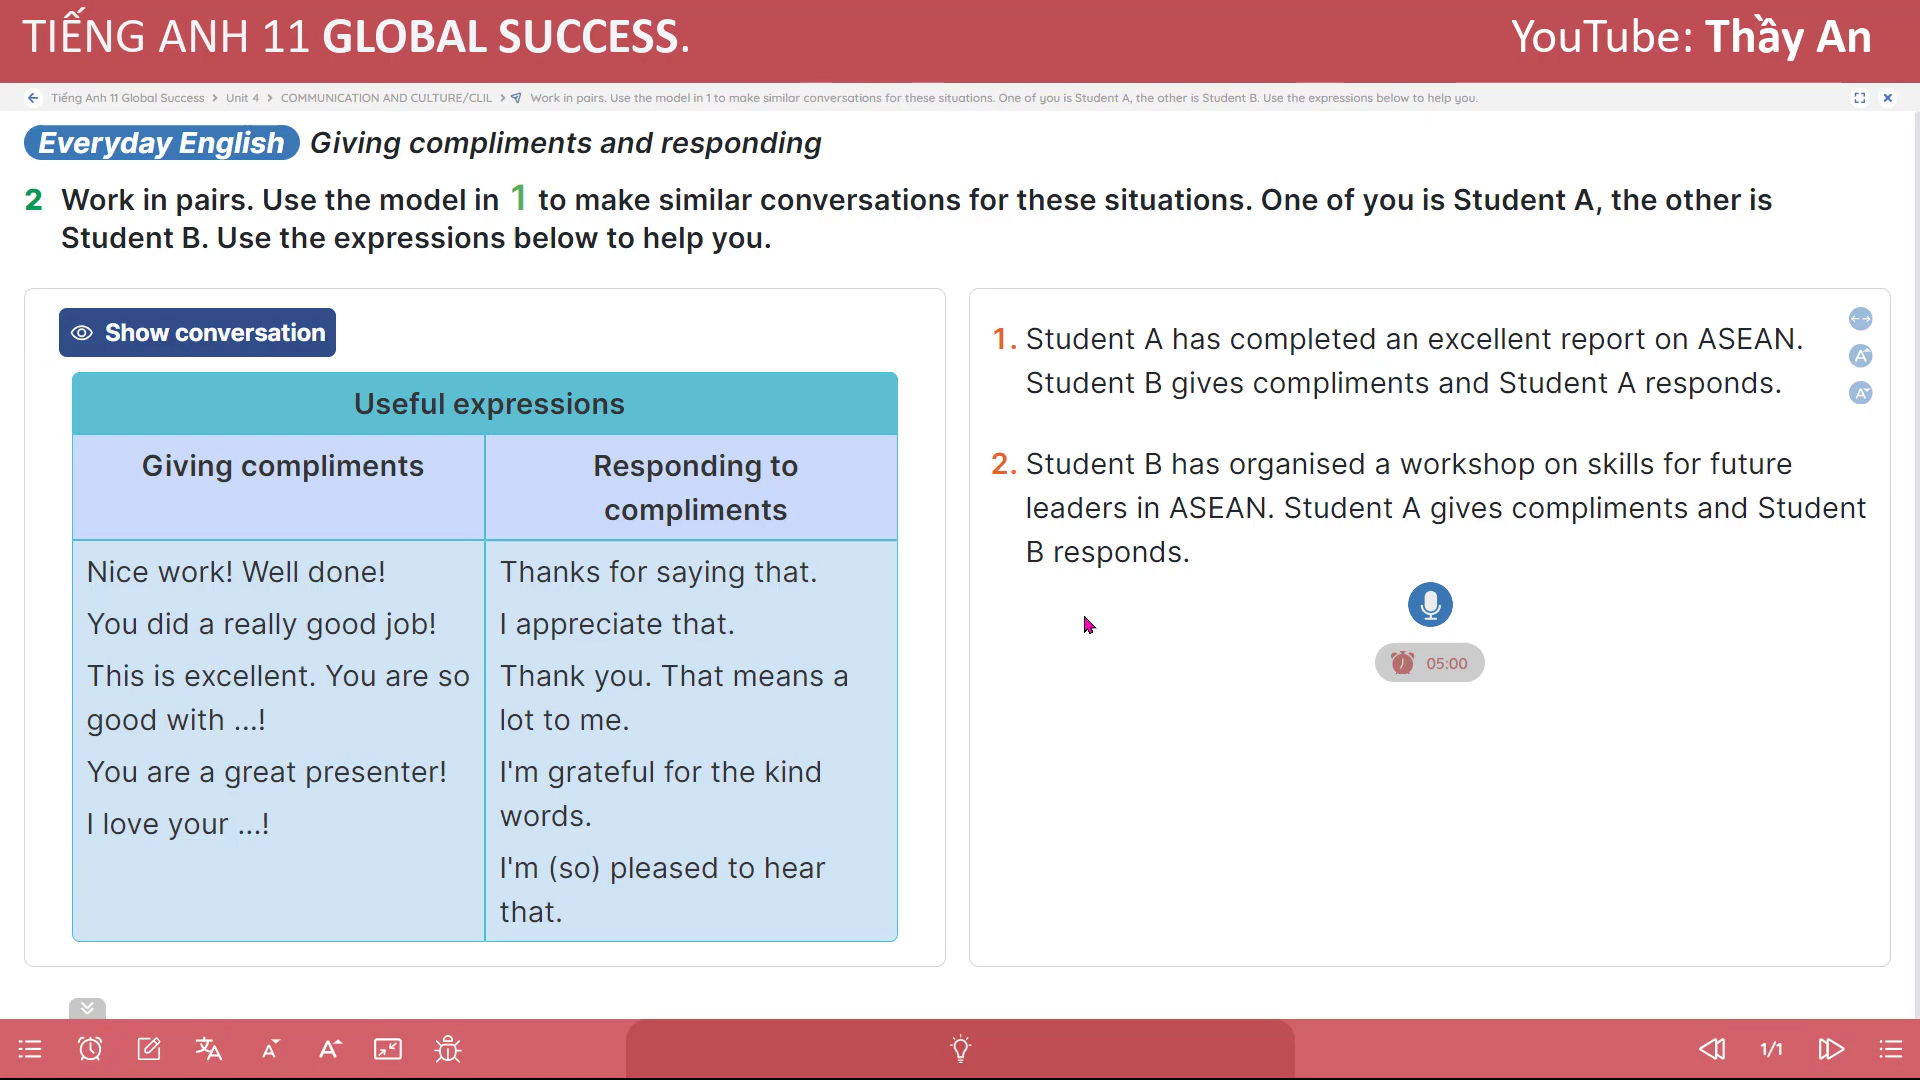 TIẾNG ANH 11 GLOBAL SUCCESS.
YouTube: Thầy An
Tiếng Anh 11 Global Success > Unit 4 > COMMUNICATION AND CULTURE/CLIL > Work in pairs. Use the model in 1 to make similar conversations for these situations. One of you is Student A, the other is Student B. Use the expressions below to help you.
Everyday English Giving compliments and responding
2 Work in pairs. Use the model in 1 to make similar conversations for these situations. One of you is Student A, the other is
Student B. Use the expressions below to help you.
Show conversation
Useful expressions
Giving compliments
Responding to
compliments
Nice work! Well done!
You did a really good job!
This is excellent. You are so
good with ...!
You are a great presenter!
I love your ...!
Thanks for saying that.
I appreciate that.
Thank you. That means a
lot to me.
I'm grateful for the kind
words.
I'm (so) pleased to hear
that.
1. Student A has completed an excellent report on ASEAN.
Student B gives compliments and Student A responds.
2. Student B has organised a workshop on skills for future
leaders in ASEAN. Student A gives compliments and Student
B responds.
05:00
1/1